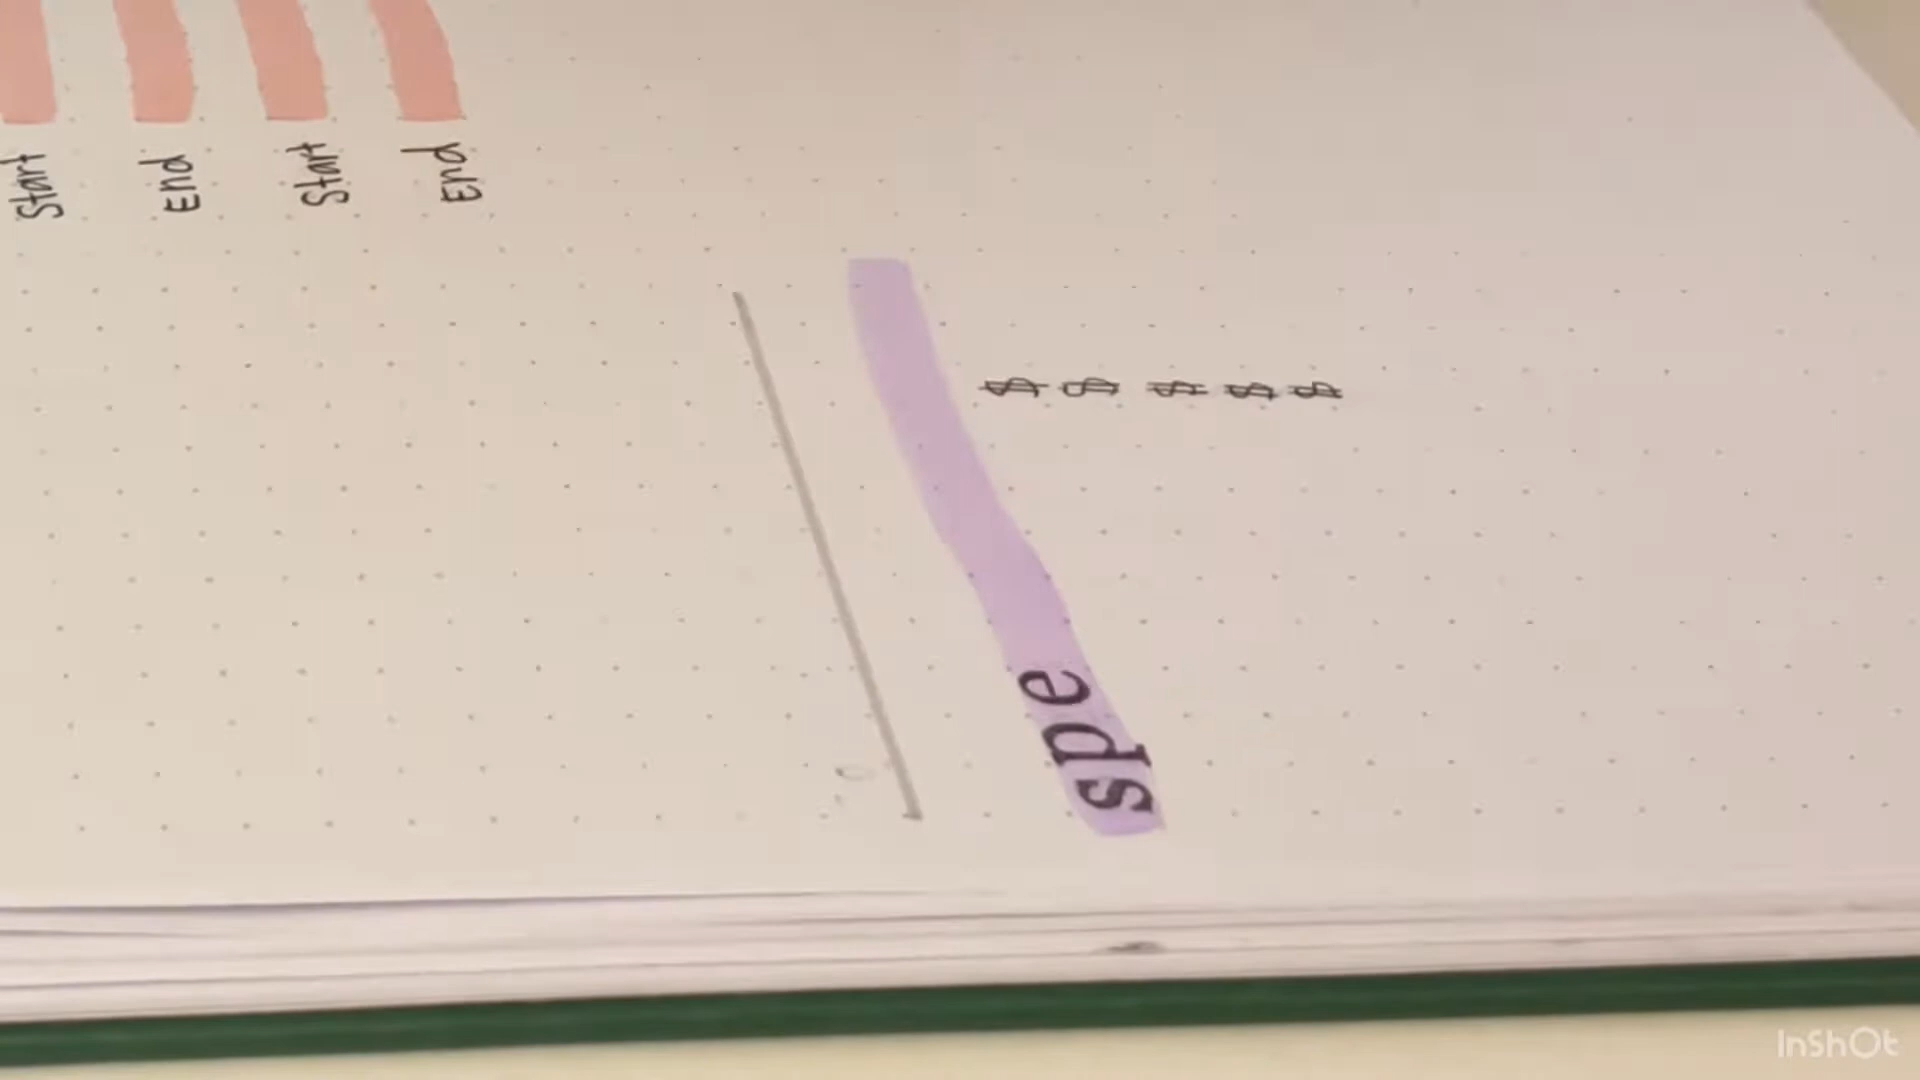 Start
End
Start
End
$ $ $ $ $
spe
InShOt